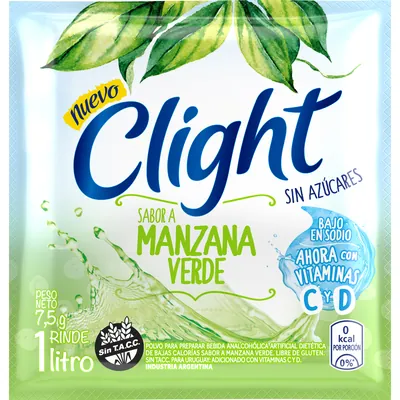 NUEVO
Clight
SIN AZÚCARES
SABOR A
MANZANA
VERDE
BAJO
EN SODIO
AHORA CON
VITAMINAS
C Y D
PESO
NETO
7,5 g
RINDE
1 litro
Sin T.A.C.C.
POLVO PARA PREPARAR BEBIDA ANALCOHÓLICA ARTIFICIAL DIETÉTICA
DE BAJAS CALORÍAS SABOR A MANZANA VERDE. LIBRE DE GLUTEN.
SIN TACC. PARA URUGUAY: ADICIONADO CON VITAMINAS C Y D.
INDUSTRIA ARGENTINA
0
kcal
POR PORCIÓN
0%*